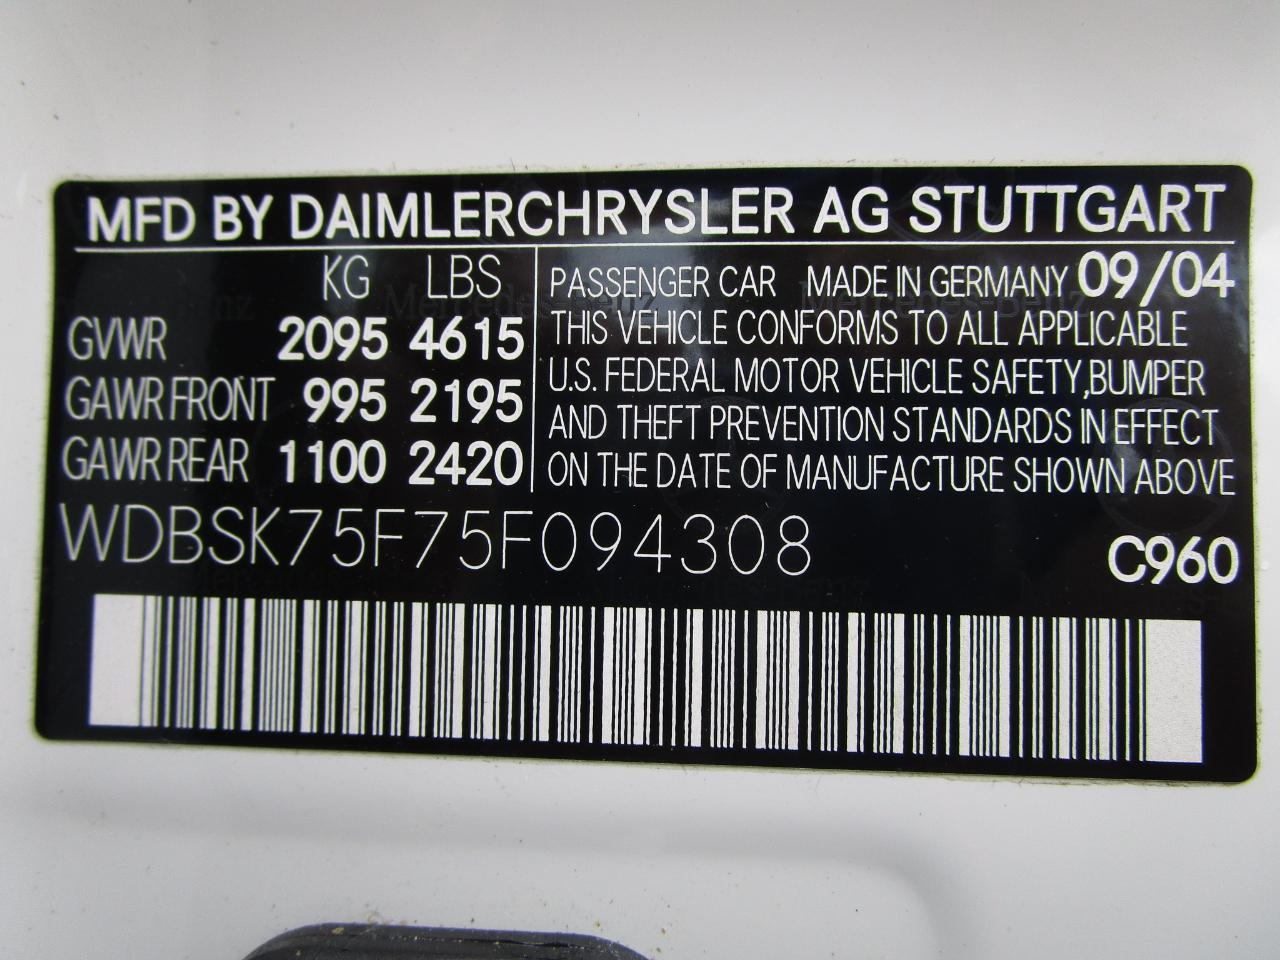 MFD BY DAIMLERCHRYSLER AG STUTTGART
KG LBS
GVWR 2095 4615
GAWR FRONT 995 2195
GAWR REAR 1100 2420
PASSENGER CAR MADE IN GERMANY 09/04
THIS VEHICLE CONFORMS TO ALL APPLICABLE
U.S. FEDERAL MOTOR VEHICLE SAFETY,BUMPER
AND THEFT PREVENTION STANDARDS IN EFFECT
ON THE DATE OF MANUFACTURE SHOWN ABOVE
WDBSK75F75F094308
C960